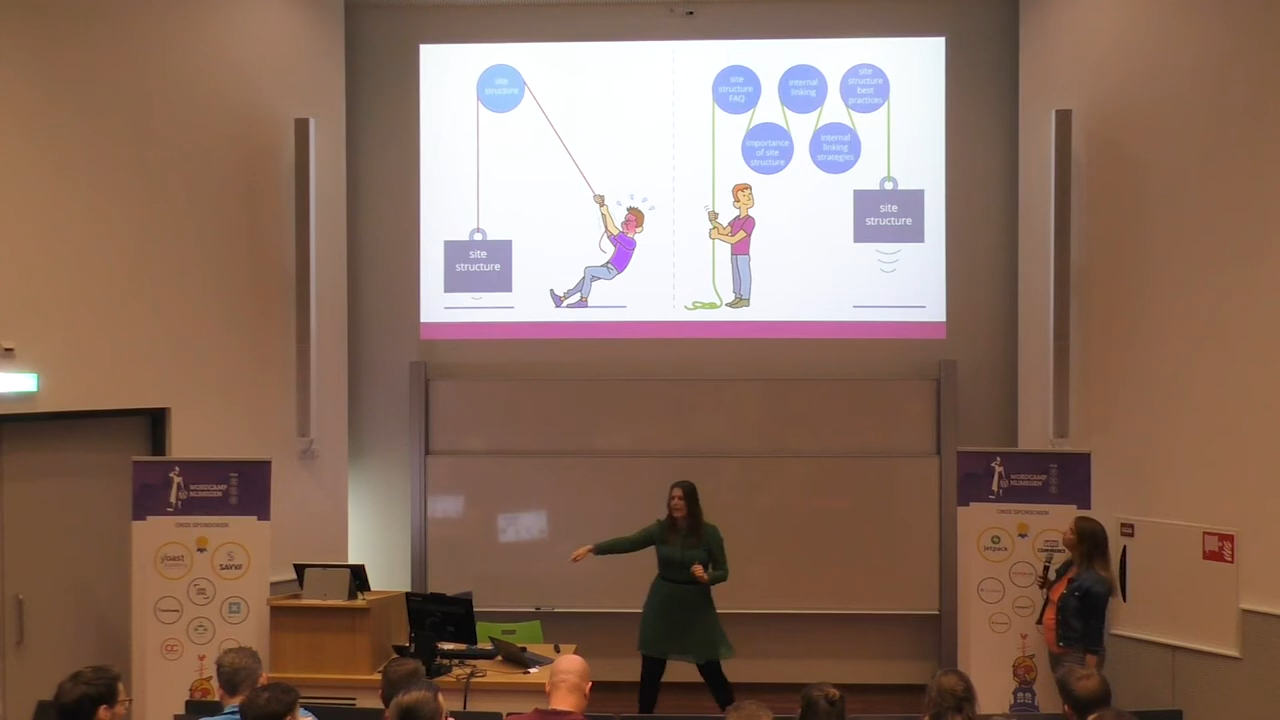 site
structure
site
structure
site
structure
FAQ
internal
linking
site
structure
best
practices
importance
of site
structure
internal
linking
strategies
site
structure
WORDCAMP
NIJMEGEN
ONZE SPONSOREN
yoast
SAVVII
WORDCAMP
NIJMEGEN
ONZE SPONSOREN
Jetpack